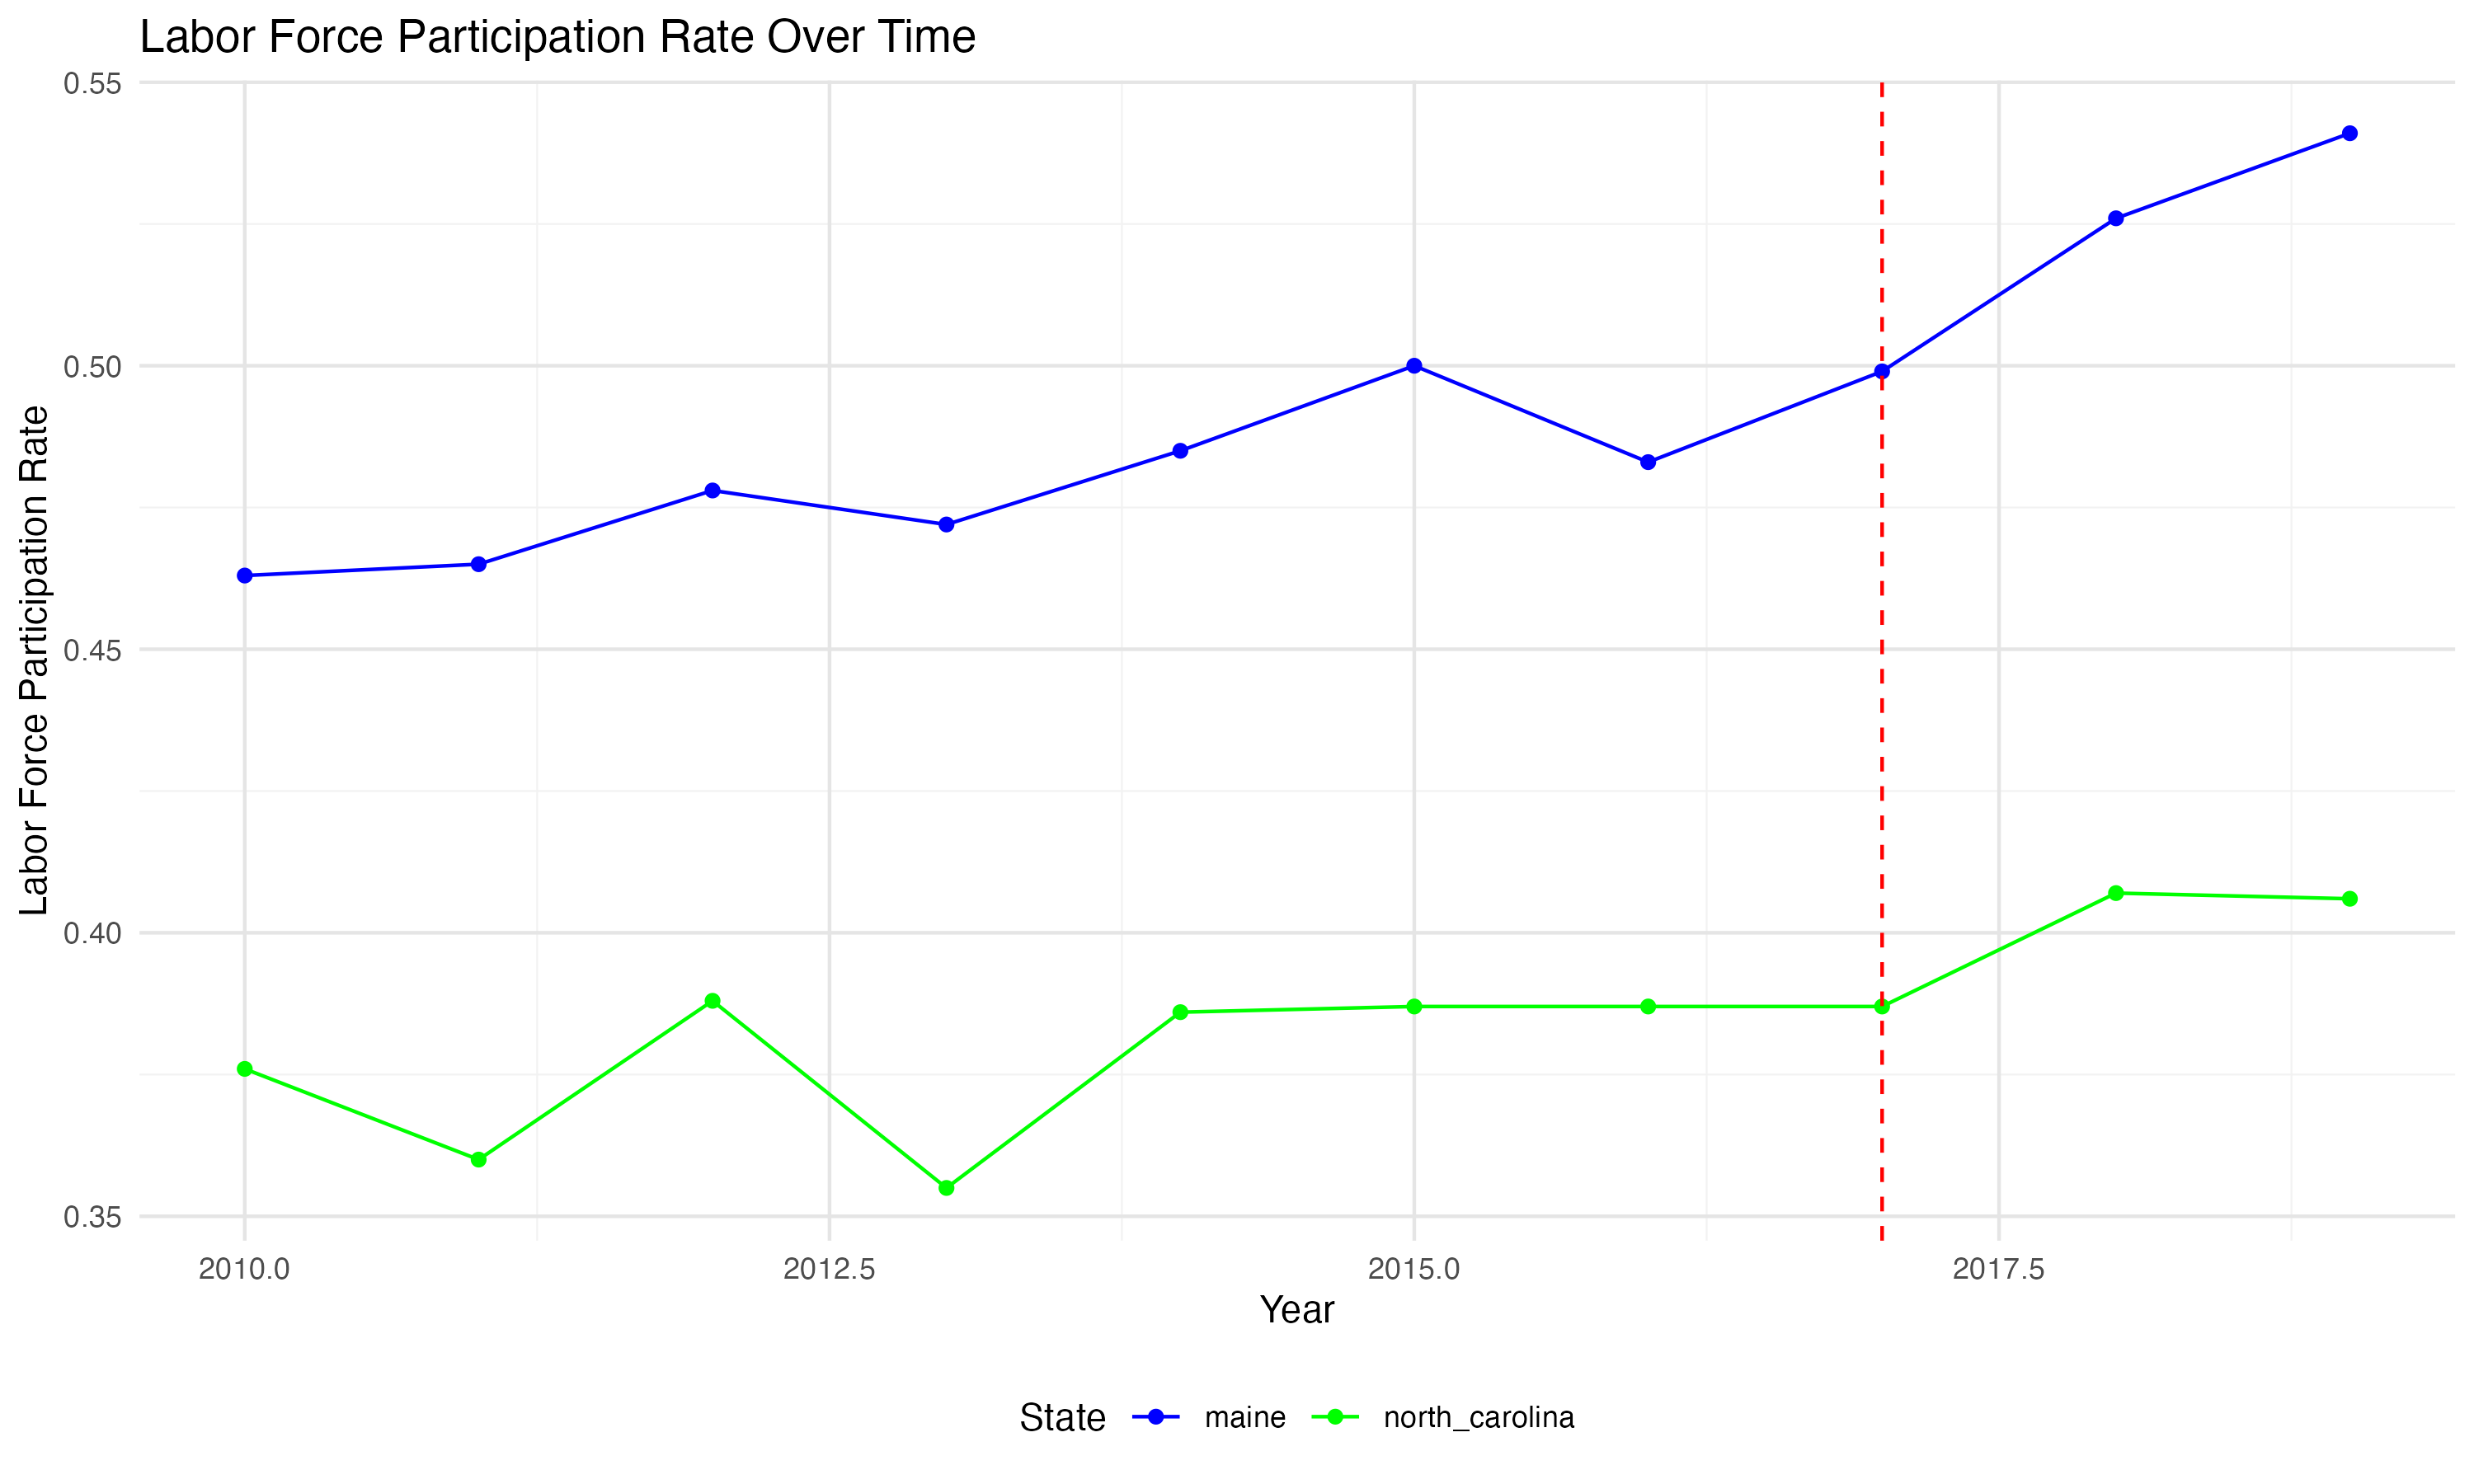 Labor Force Participation Rate Over Time
0.55
0.50
0.45
0.40
0.35
Labor Force Participation Rate
2010.0 2012.5 2015.0 2017.5
Year
State maine north_carolina